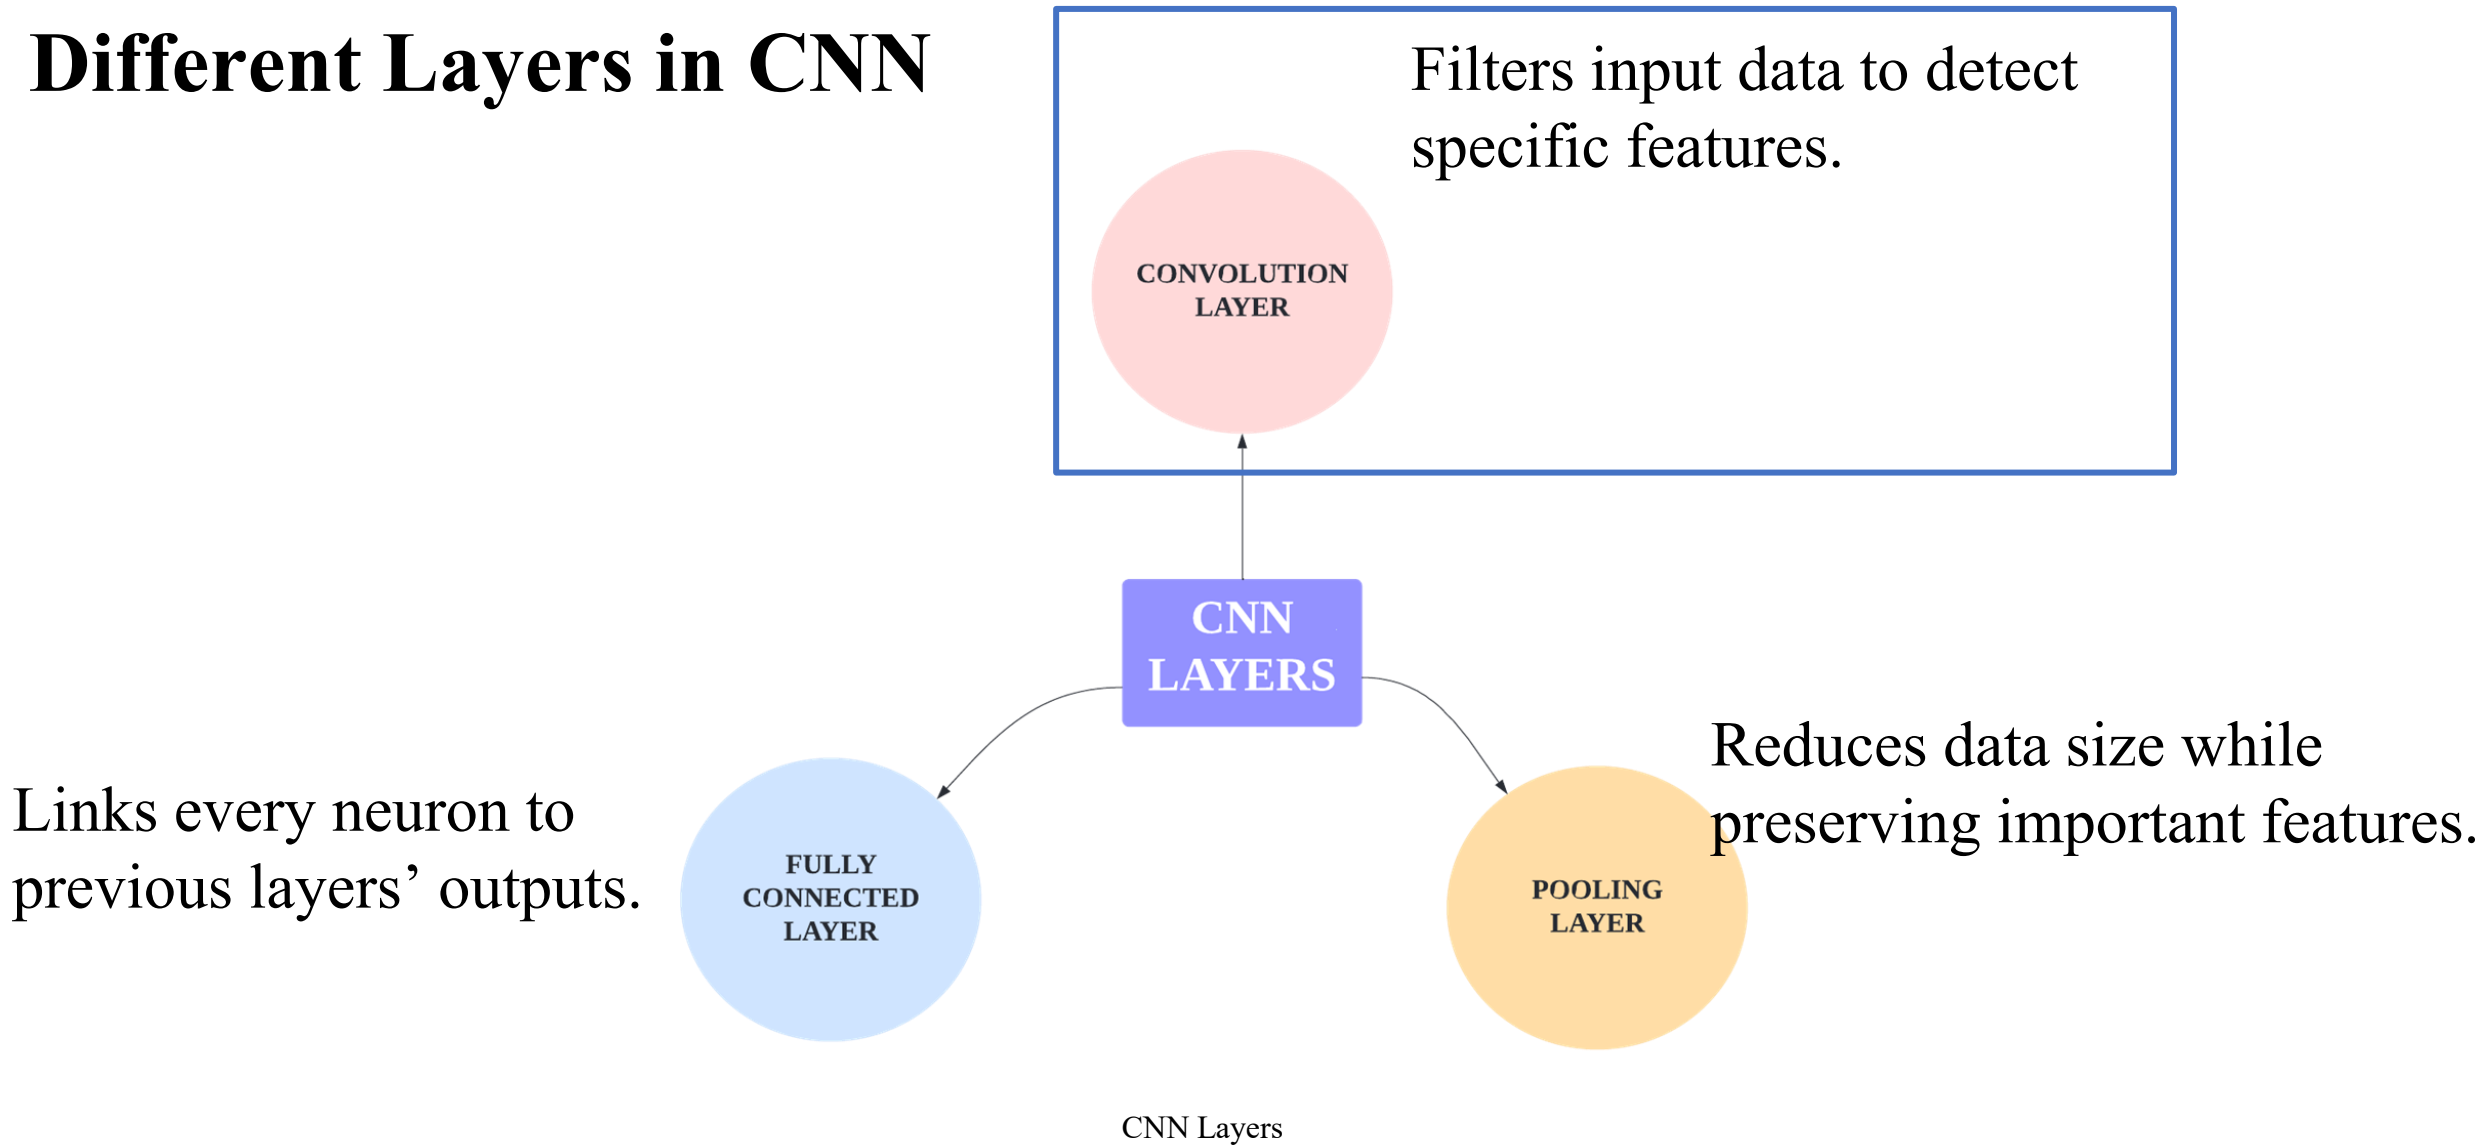 Different Layers in CNN
Filters input data to detect
specific features.
CONVOLUTION
LAYER
CNN
LAYERS
Links every neuron to
previous layers’ outputs.
FULLY
CONNECTED
LAYER
Reduces data size while
preserving important features.
POOLING
LAYER
CNN Layers